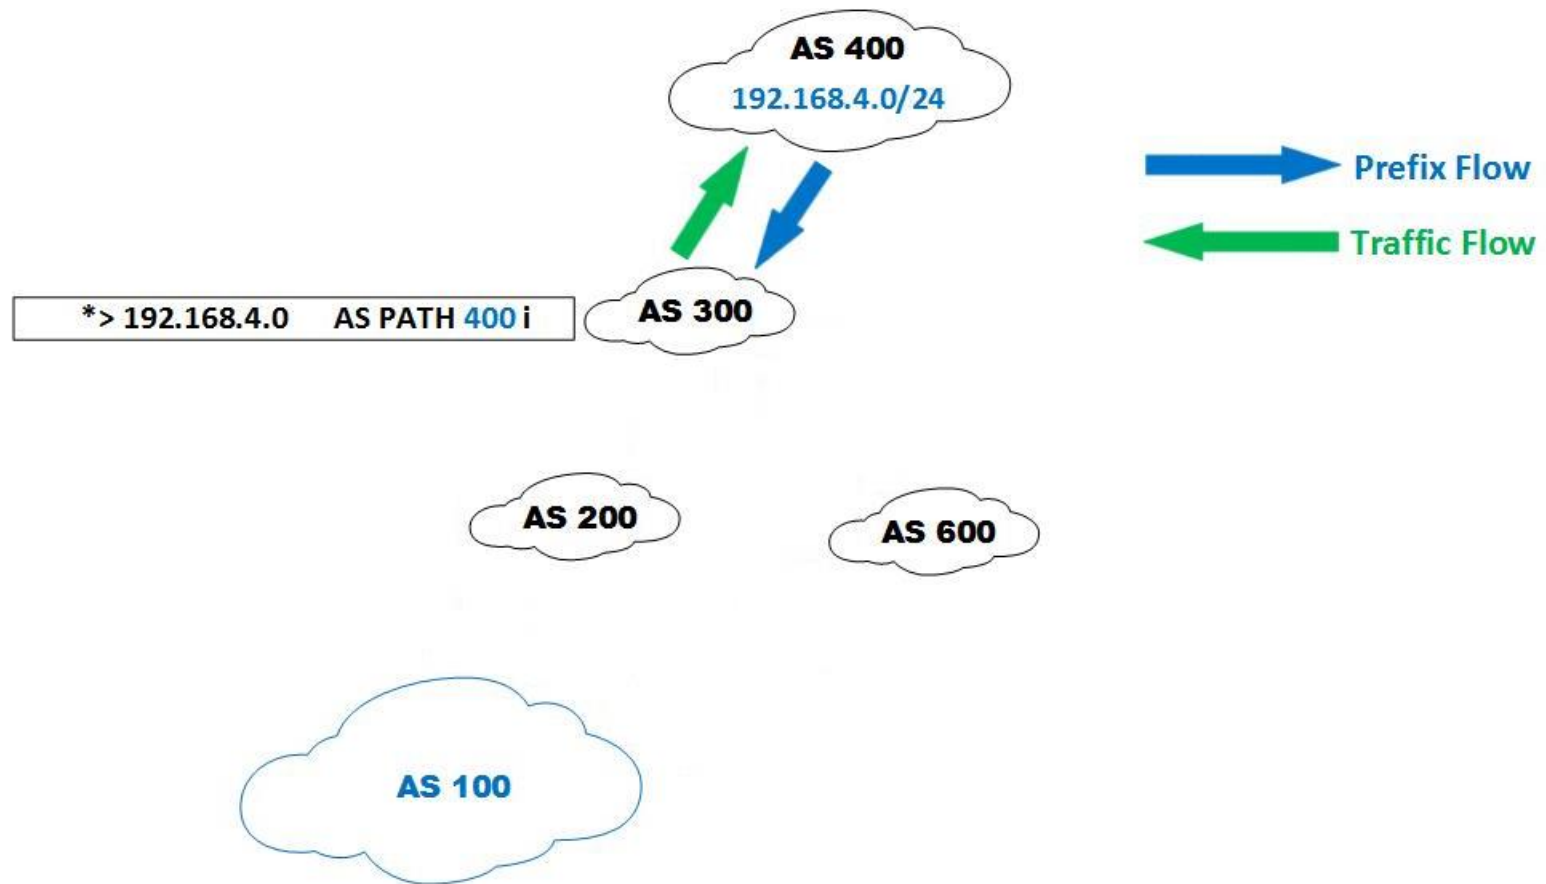 AS 400
192.168.4.0/24
Prefix Flow
Traffic Flow
*> 192.168.4.0 AS PATH 400 i
AS 300
AS 200
AS 600
AS 100